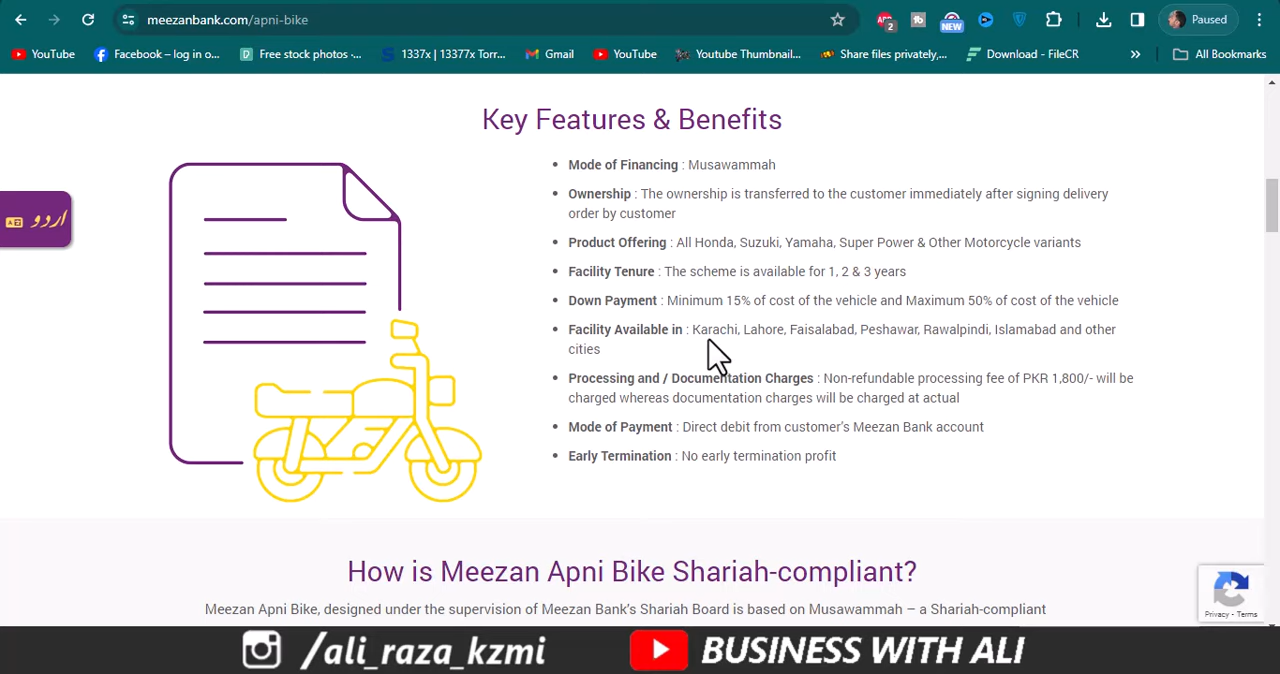 meezanbank.com/apni-bike
2
NEW
Paused
YouTube
Facebook – log in o...
Free stock photos ·...
1337x | 13377x Torr...
Gmail
YouTube
Youtube Thumbnail...
Share files privately,...
Download - FileCR
»
All Bookmarks
Key Features & Benefits
اردو
• Mode of Financing : Musawammah
• Ownership : The ownership is transferred to the customer immediately after signing delivery
order by customer
• Product Offering : All Honda, Suzuki, Yamaha, Super Power & Other Motorcycle variants
• Facility Tenure : The scheme is available for 1, 2 & 3 years
• Down Payment : Minimum 15% of cost of the vehicle and Maximum 50% of cost of the vehicle
• Facility Available in : Karachi, Lahore, Faisalabad, Peshawar, Rawalpindi, Islamabad and other
cities
• Processing and / Documentation Charges : Non-refundable processing fee of PKR 1,800/- will be
charged whereas documentation charges will be charged at actual
• Mode of Payment : Direct debit from customer's Meezan Bank account
• Early Termination : No early termination profit
How is Meezan Apni Bike Shariah-compliant?
Meezan Apni Bike, designed under the supervision of Meezan Bank's Shariah Board is based on Musawammah – a Shariah-compliant
Privacy - Terms
/ali_raza_kzmi
BUSINESS WITH ALI